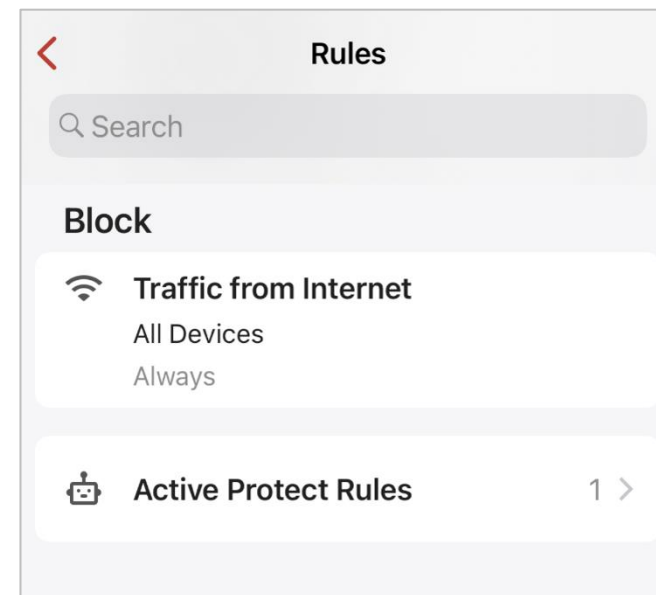 Rules
Search
Block
Traffic from Internet
All Devices
Always
Active Protect Rules 1